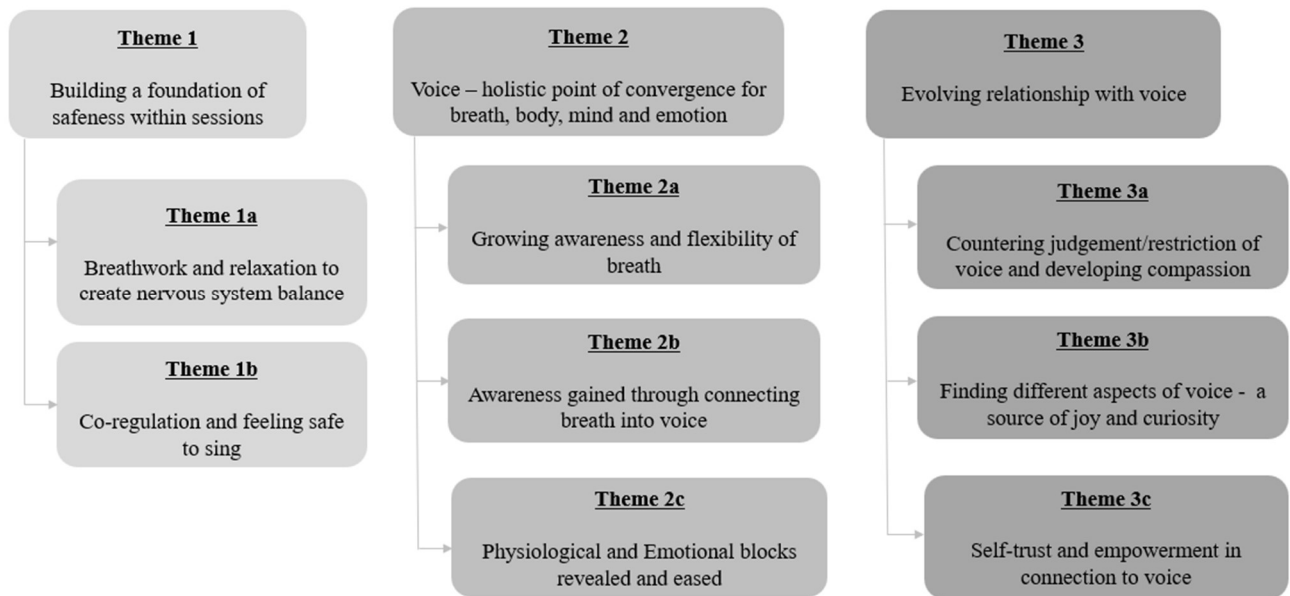 Theme 1
Building a foundation of
safeness within sessions
Theme 1a
Breathwork and relaxation to
create nervous system balance
Theme 1b
Co-regulation and feeling safe
to sing
Theme 2
Voice – holistic point of convergence for
breath, body, mind and emotion
Theme 2a
Growing awareness and flexibility of
breath
Theme 2b
Awareness gained through connecting
breath into voice
Theme 2c
Physiological and Emotional blocks
revealed and eased
Theme 3
Evolving relationship with voice
Theme 3a
Countering judgement/restriction of
voice and developing compassion
Theme 3b
Finding different aspects of voice - a
source of joy and curiosity
Theme 3c
Self-trust and empowerment in
connection to voice